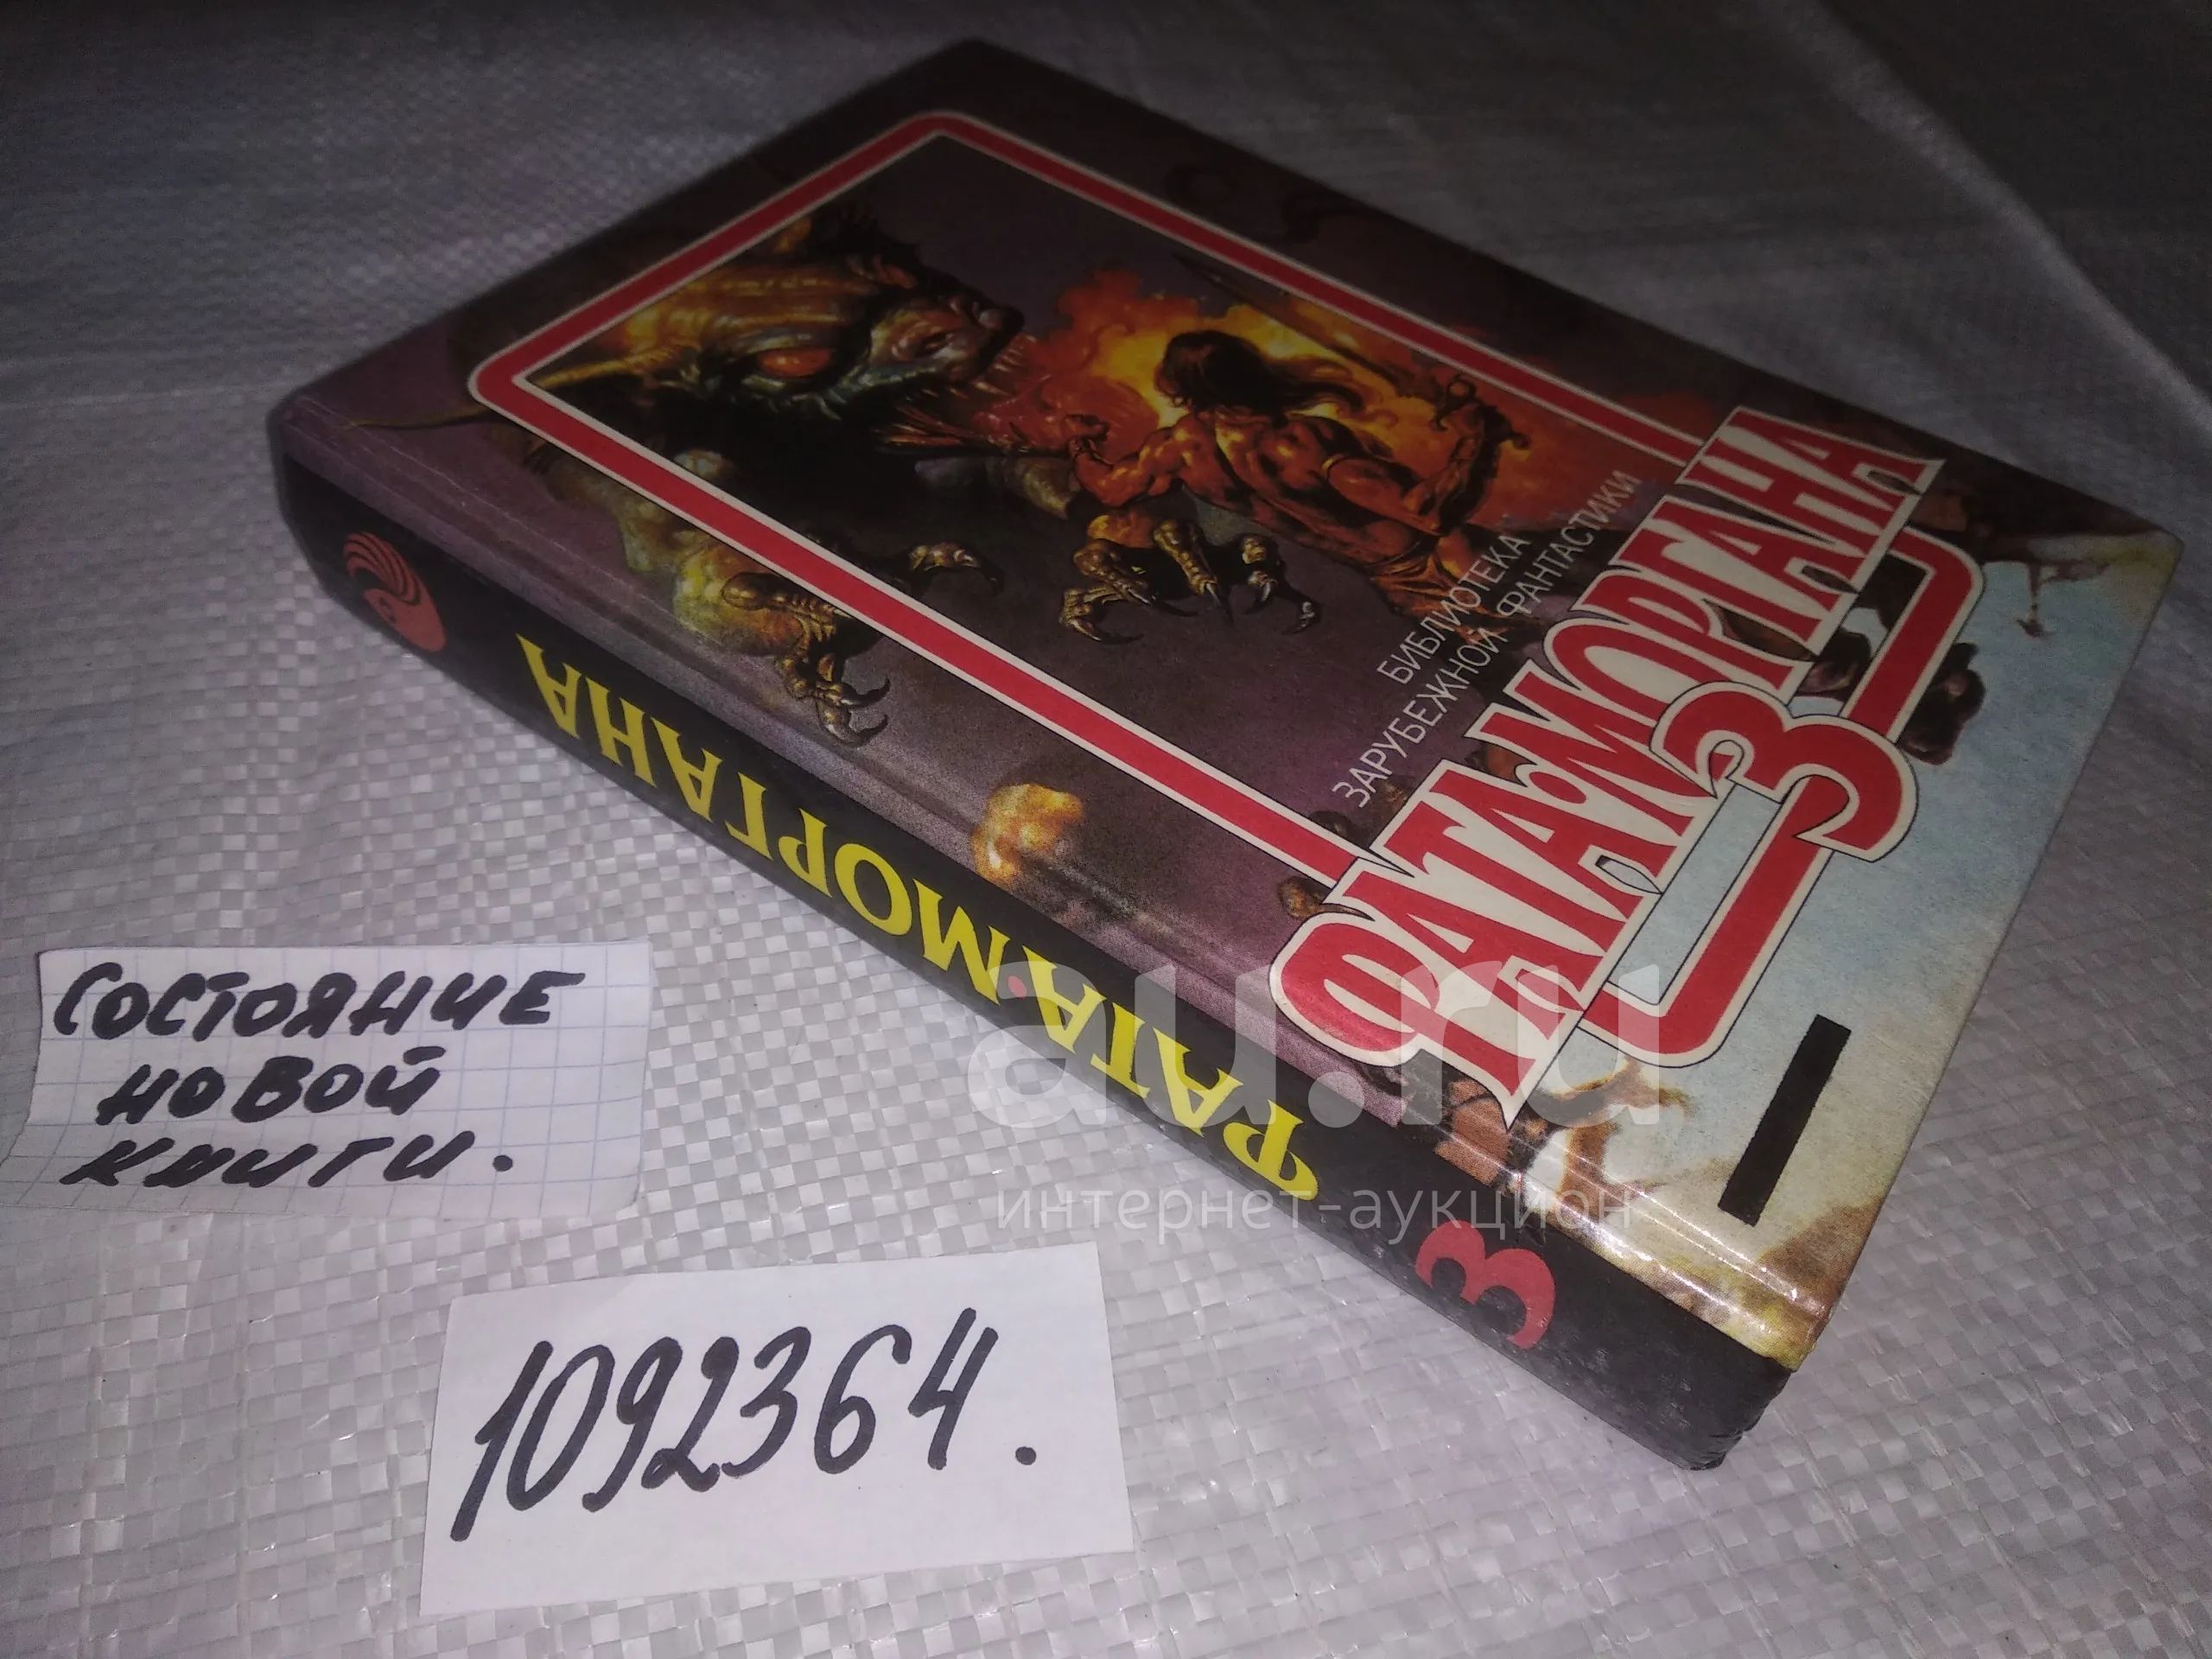 БИБЛИОТЕКА
ЗАРУБЕЖНОЙ ФАНТАСТИКИ
ФАТА•МОРГАНА
3
ФАТА•МОРГАНА
3
au.ru
интернет-аукцион
СОСТОЯНИЕ
НОВОЙ
КНИГИ.
1092364.